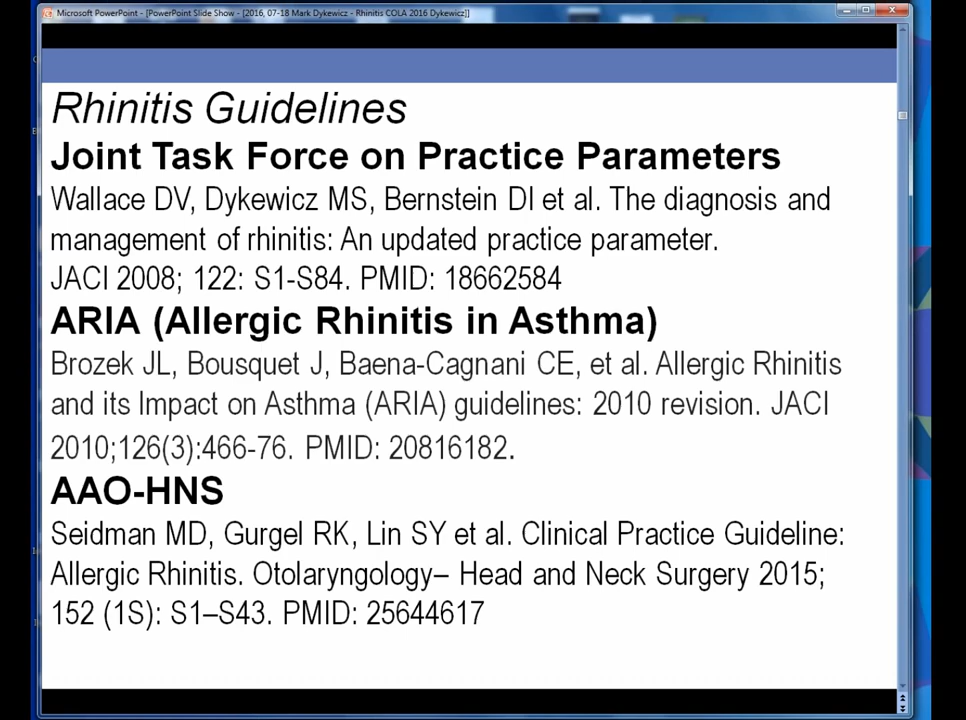 Microsoft PowerPoint - [PowerPoint Slide Show - [2016, 07-18 Mark Dykewicz - Rhinitis COLA 2016 Dykewicz]]
Rhinitis Guidelines
Joint Task Force on Practice Parameters
Wallace DV, Dykewicz MS, Bernstein DI et al. The diagnosis and
management of rhinitis: An updated practice parameter.
JACI 2008; 122: S1-S84. PMID: 18662584
ARIA (Allergic Rhinitis in Asthma)
Brozek JL, Bousquet J, Baena-Cagnani CE, et al. Allergic Rhinitis
and its Impact on Asthma (ARIA) guidelines: 2010 revision. JACI
2010;126(3):466-76. PMID: 20816182.
AAO-HNS
Seidman MD, Gurgel RK, Lin SY et al. Clinical Practice Guideline:
Allergic Rhinitis. Otolaryngology– Head and Neck Surgery 2015;
152 (1S): S1–S43. PMID: 25644617